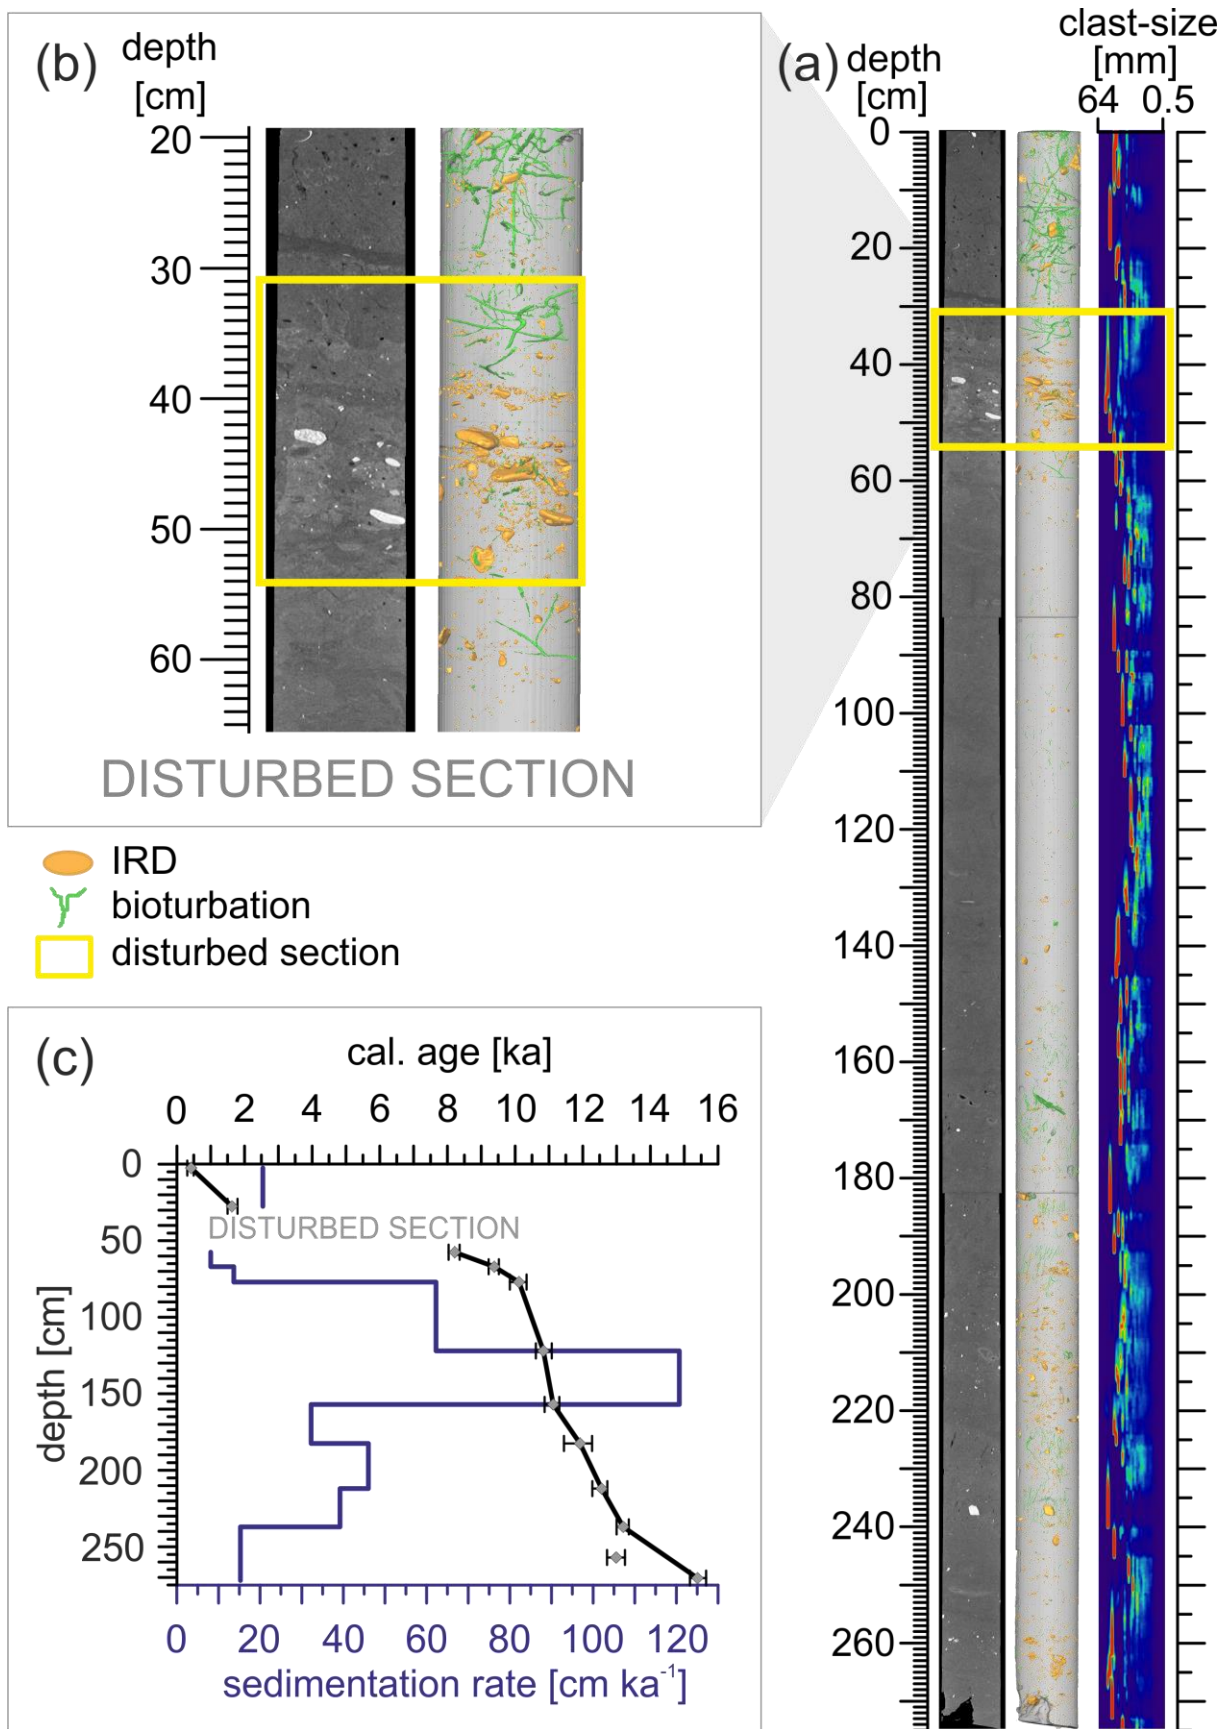 (b)
depth
[cm]
20
30
40
50
60
DISTURBED SECTION
(a)
depth
[cm]
clast-size
[mm]
64 0.5
0
20
40
60
80
100
120
140
160
180
200
220
240
260
IRD
bioturbation
disturbed section
(c)
cal. age [ka]
0 2 4 6 8 10 12 14 16
DISTURBED SECTION
depth [cm]
0
50
100
150
200
250
0 20 40 60 80 100 120
sedimentation rate [cm ka⁻¹]